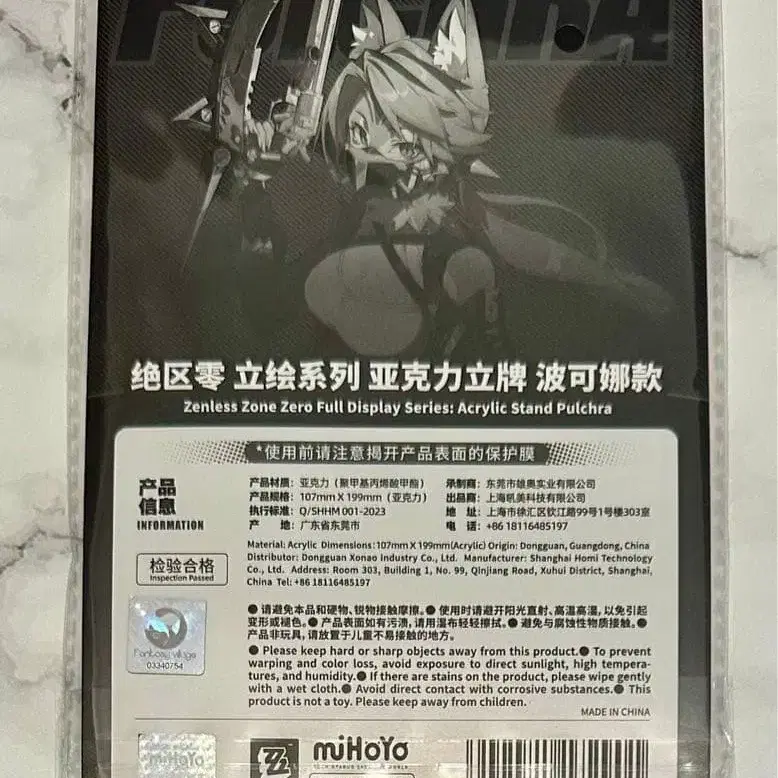 PULCHRA
绝区零 立绘系列 亚克力立牌 波可娜款
Zenless Zone Zero Full Display Series: Acrylic Stand Pulchra
*使用前请注意揭开产品表面的保护膜
产品
信息
INFORMATION
检验合格
Inspection Passed
产品材质：亚克力（聚甲基丙烯酸甲酯）
产品规格：107mm X 199mm（亚克力）
执行标准：Q/SHHM 001-2023
产 地：广东省东莞市
承制商：东莞市雄奥实业有限公司
出品商：上海帆美科技有限公司
地 址：上海市徐汇区钦江路99号1号楼303室
电 话：+86 18116485197
Material: Acrylic Dimensions:107mm X 199mm(Acrylic) Origin: Dongguan, Guangdong, China
Distributor: Dongguan Xonao Industry Co., Ltd. Manufacturer: Shanghai Homi Technology
Co., Ltd. Address: Room 303, Building 1, No. 99, Qinjiang Road, Xuhui District, Shanghai,
China Tel: +86 18116485197
Fantasy village
03340754
●请避免本品和硬物、锐物接触摩擦。●使用时请避开阳光直射、高温高湿，以免引起
变形或褪色。●产品表面如有污渍，请用湿布轻轻擦拭。●避免与腐蚀性物质接触。●
产品非玩具，请放置于儿童不易接触的地方。
● Please keep hard or sharp objects away from this product.● To prevent
warping and color loss, avoid exposure to direct sunlight, high tempera-
tures, and humidity.● If there are stains on the product, please wipe gently
with a wet cloth.● Avoid direct contact with corrosive substances.● This
product is not a toy. Please keep away from children.
MADE IN CHINA
miHoYo
miHoYo
TECH OTAKUS SAVE THE WORLD